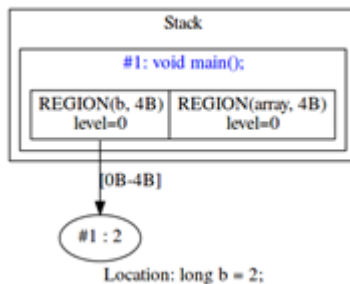 Stack
#1: void main();
REGION(b, 4B)
level=0
REGION(array, 4B)
level=0
[0B-4B]
#1 : 2
Location: long b = 2;